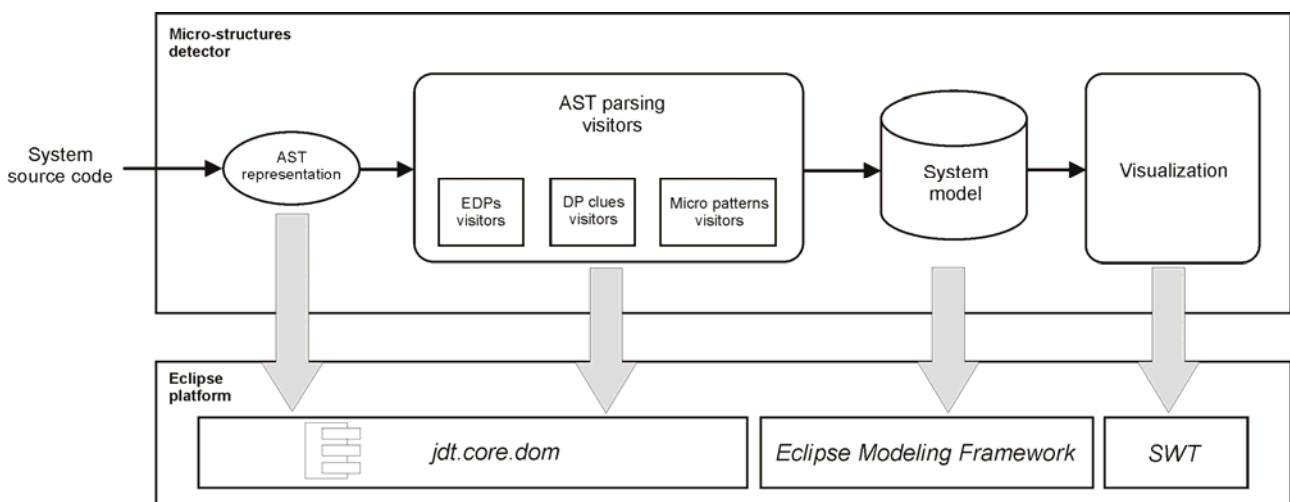 Micro-structures
detector
System
source code
AST
representation
AST parsing
visitors
EDPs
visitors
DP clues
visitors
Micro patterns
visitors
System
model
Visualization
Eclipse
platform
jdt.core.dom
Eclipse Modeling Framework
SWT